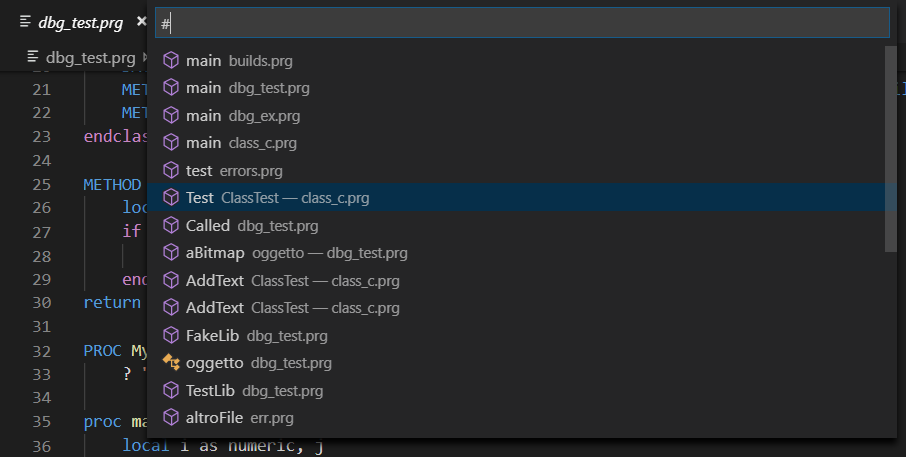 dbg_test.prg
#
dbg_test.prg
main builds.prg
main dbg_test.prg
main dbg_ex.prg
main class_c.prg
test errors.prg
Test ClassTest — class_c.prg
Called dbg_test.prg
aBitmap oggetto — dbg_test.prg
AddText ClassTest — class_c.prg
AddText ClassTest — class_c.prg
FakeLib dbg_test.prg
oggetto dbg_test.prg
TestLib dbg_test.prg
altroFile err.prg
21 MET
22 MET
23 endclas
24
25 METHOD
26 loc
27 if
28
29 end
30 return
31
32 PROC My
33 ? '
34
35 proc ma
36 local i as numeric, j